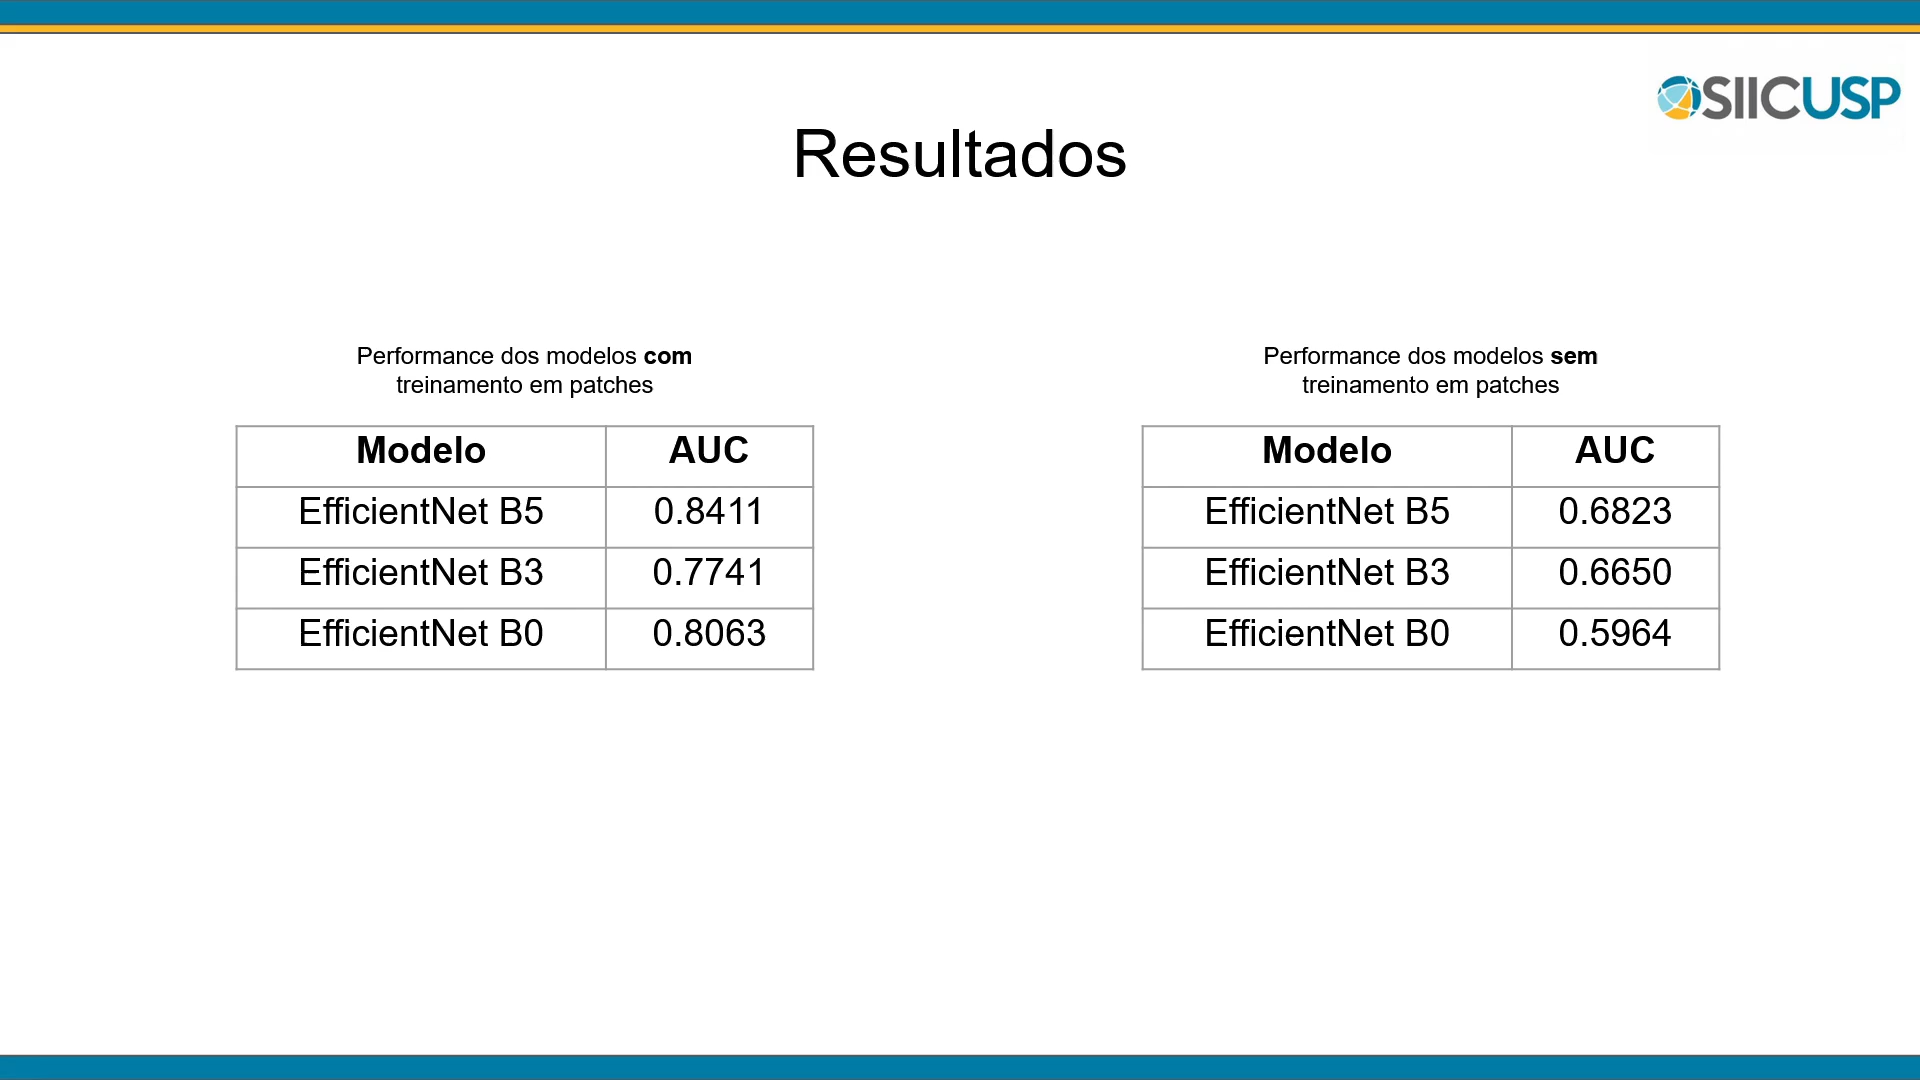 SIICUSP
Resultados
Performance dos modelos com
treinamento em patches
Modelo AUC
EfficientNet B5 0.8411
EfficientNet B3 0.7741
EfficientNet B0 0.8063
Performance dos modelos sem
treinamento em patches
Modelo AUC
EfficientNet B5 0.6823
EfficientNet B3 0.6650
EfficientNet B0 0.5964